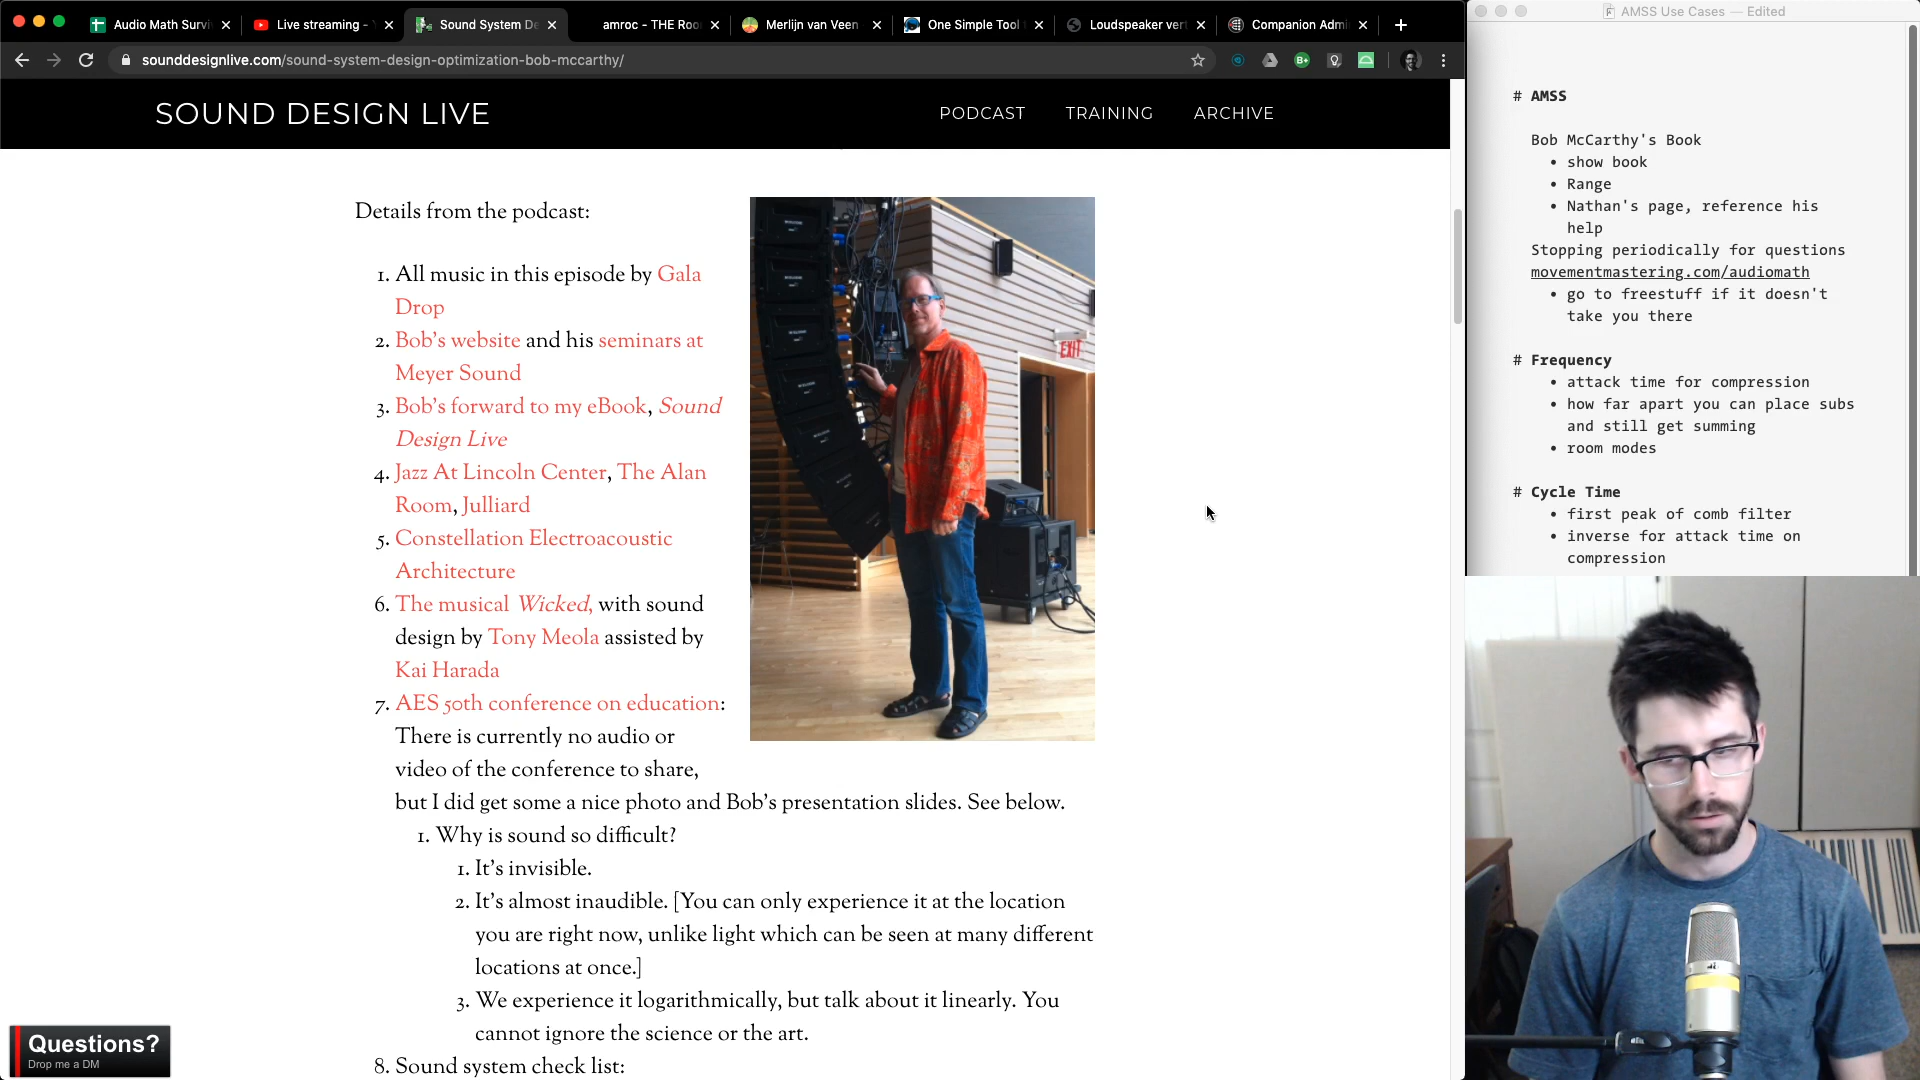 Audio Math Survi
Live streaming -
Sound System De
amroc - THE Roo
Merlijn van Veen
One Simple Tool
Loudspeaker vert
Companion Admi
sounddesignlive.com/sound-system-design-optimization-bob-mccarthy/
SOUND DESIGN LIVE
PODCAST
TRAINING
ARCHIVE
Details from the podcast:
1. All music in this episode by Gala
Drop
2. Bob's website and his seminars at
Meyer Sound
3. Bob's forward to my eBook, Sound
Design Live
4. Jazz At Lincoln Center, The Alan
Room, Julliard
5. Constellation Electroacoustic
Architecture
6. The musical Wicked, with sound
design by Tony Meola assisted by
Kai Harada
7. AES 50th conference on education:
There is currently no audio or
video of the conference to share,
but I did get some a nice photo and Bob's presentation slides. See below.
1. Why is sound so difficult?
1. It's invisible.
2. It's almost inaudible. [You can only experience it at the location
you are right now, unlike light which can be seen at many different
locations at once.]
3. We experience it logarithmically, but talk about it linearly. You
cannot ignore the science or the art.
8. Sound system check list:
EXIT
Questions?
Drop me a DM
AMSS Use Cases — Edited
# AMSS
Bob McCarthy's Book
• show book
• Range
• Nathan's page, reference his
help
Stopping periodically for questions
movementmastering.com/audiomath
• go to freestuff if it doesn't
take you there
# Frequency
• attack time for compression
• how far apart you can place subs
and still get summing
• room modes
# Cycle Time
• first peak of comb filter
• inverse for attack time on
compression